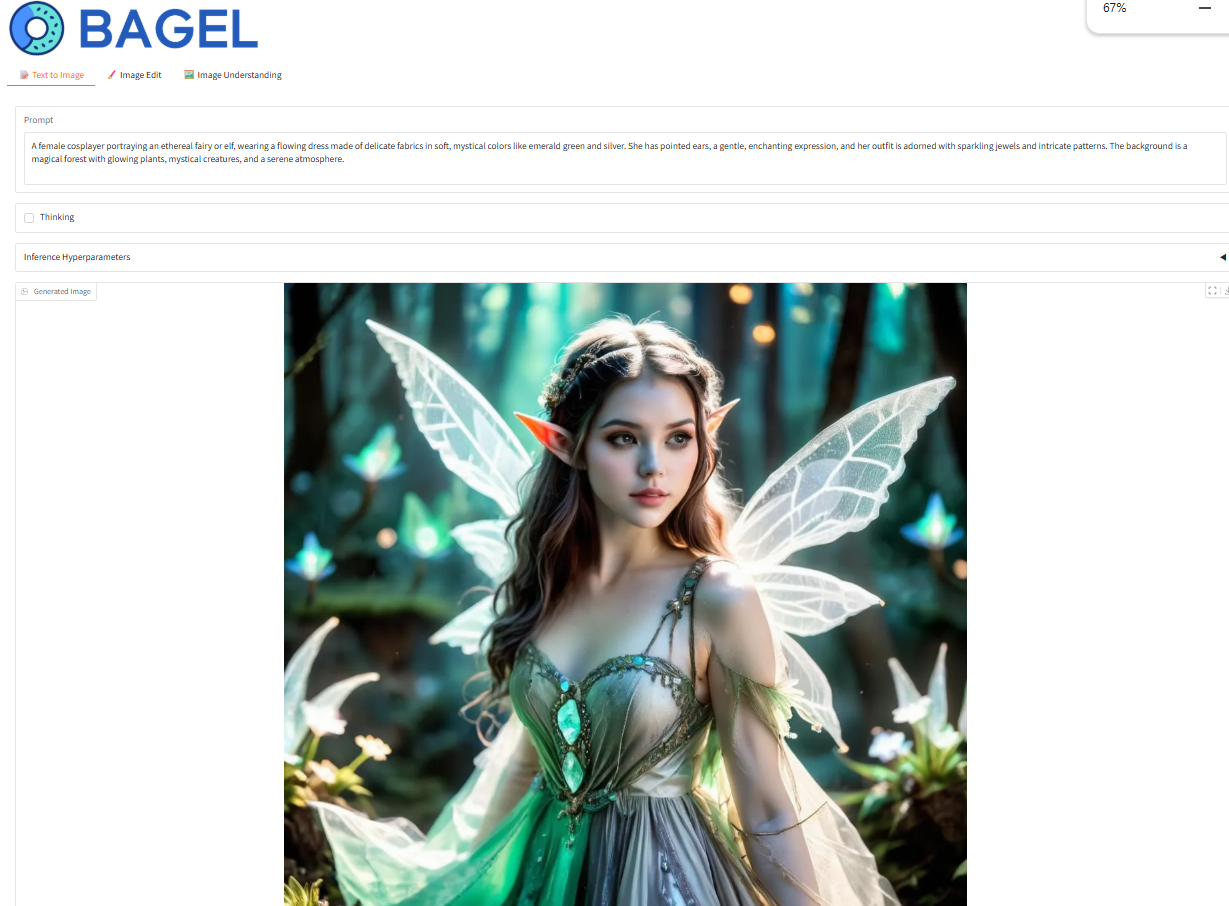 BAGEL
67%
Text to Image
Image Edit
Image Understanding
Prompt
A female cosplayer portraying an ethereal fairy or elf, wearing a flowing dress made of delicate fabrics in soft, mystical colors like emerald green and silver. She has pointed ears, a gentle, enchanting expression, and her outfit is adorned with sparkling jewels and intricate patterns. The background is a
magical forest with glowing plants, mystical creatures, and a serene atmosphere.
Thinking
Inference Hyperparameters
Generated Image